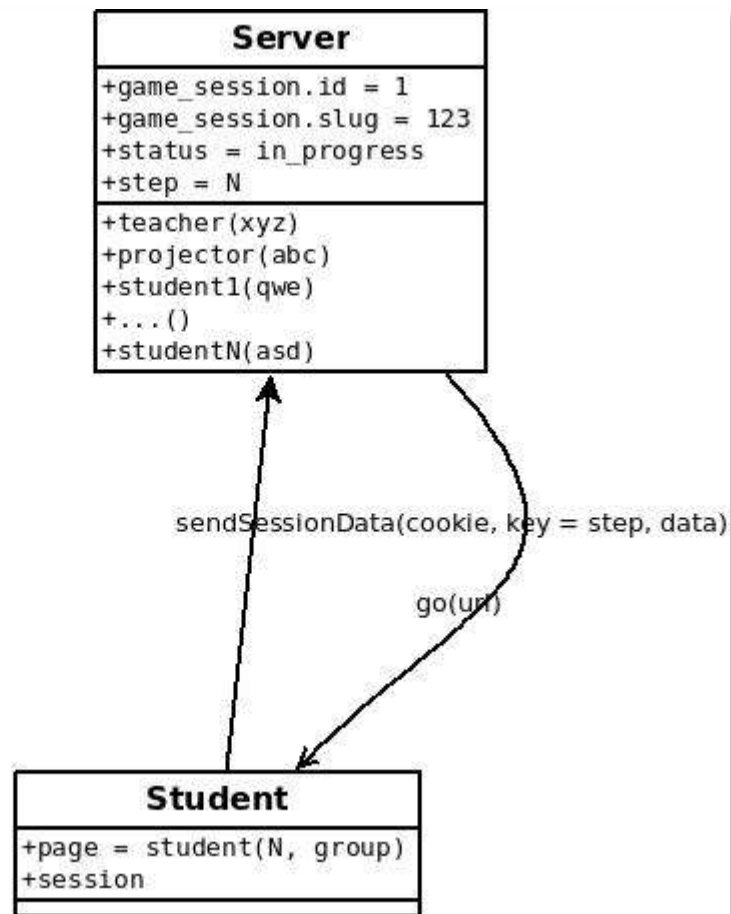 Server
+game_session.id = 1
+game_session.slug = 123
+status = in_progress
+step = N
+teacher(xyz)
+projector(abc)
+student1(qwe)
+...()
+studentN(asd)
sendSessionData(cookie, key = step, data)
go(url)
Student
+page = student(N, group)
+session